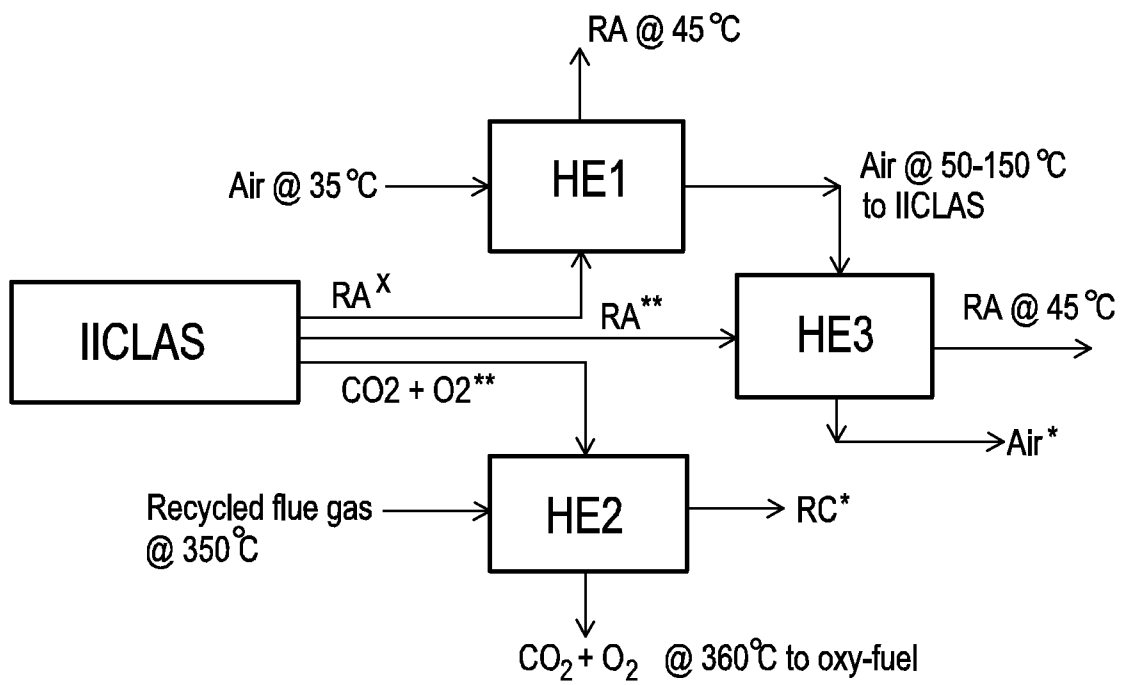 RA @ 45°C
HE1
Air @ 35°C
Air @ 50-150°C
to IICLAS
IICLAS
RAˣ
RA**
HE3
RA @ 45°C
CO2 + O2**
Air*
Recycled flue gas
@ 350°C
HE2
RC*
CO₂ + O₂ @ 360°C to oxy-fuel